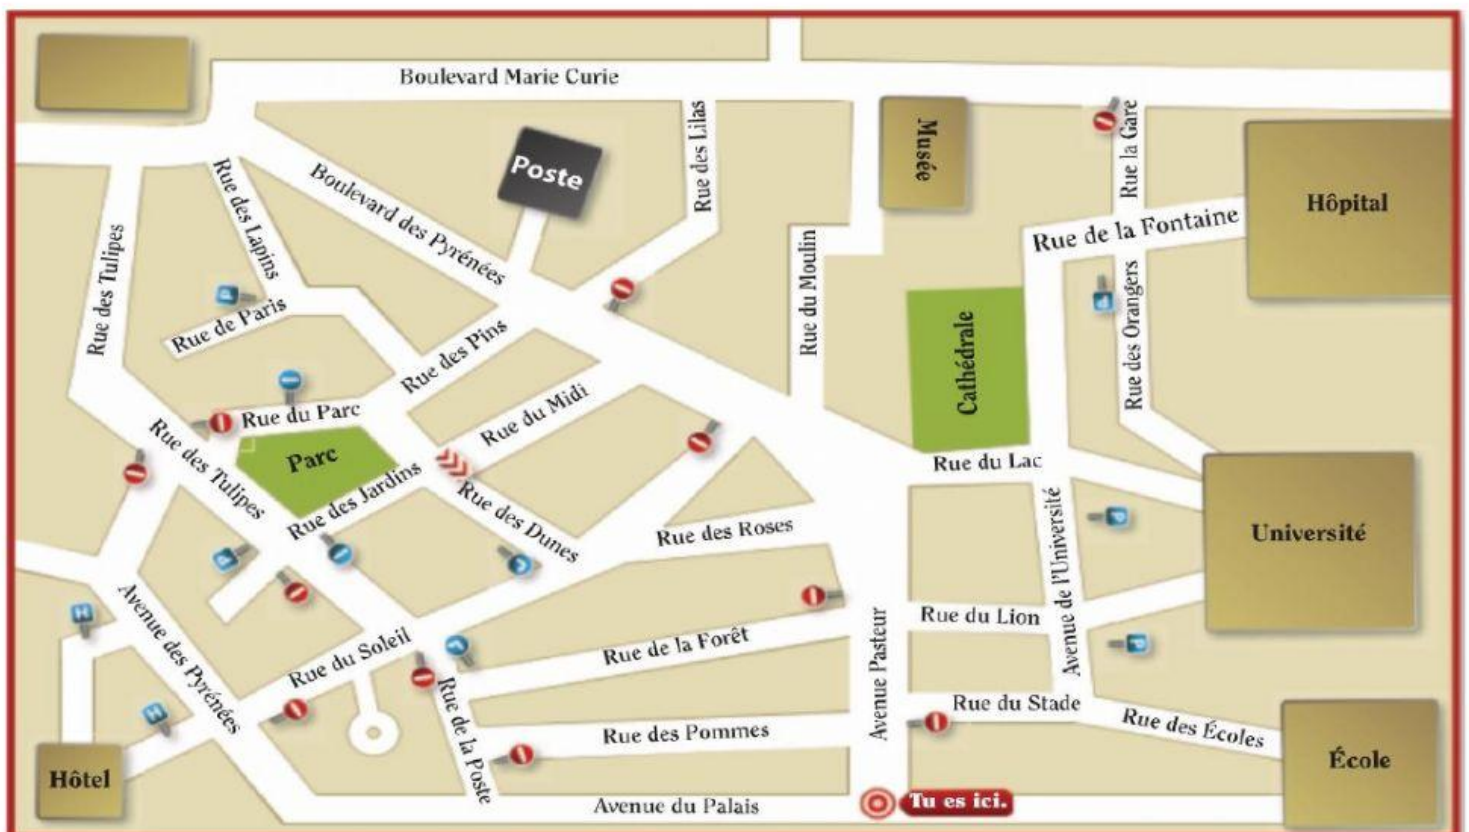 Boulevard Marie Curie
Rue des Lilas
Musée
Rue la Gare
Poste
Hôpital
Rue des Lapins
Boulevard des Pyrénées
Rue de la Fontaine
Rue des Tulipes
Rue du Moulin
Rue de Paris
P
P
Rue des Orangers
Rue des Pins
Cathédrale
Rue du Parc
Rue du Midi
Rue des Tulipes
Parc
Rue des Jardins
Rue du Lac
Rue des Dunes
Rue des Roses
P
Université
P
Avenue de l'Université
Avenue des Pyrénées
H
Rue du Soleil
Rue de la Forêt
Avenue Pasteur
Rue du Lion
P
H
Rue de la Poste
Rue des Pommes
Rue du Stade
Rue des Écoles
École
Hôtel
Avenue du Palais
Tu es ici.